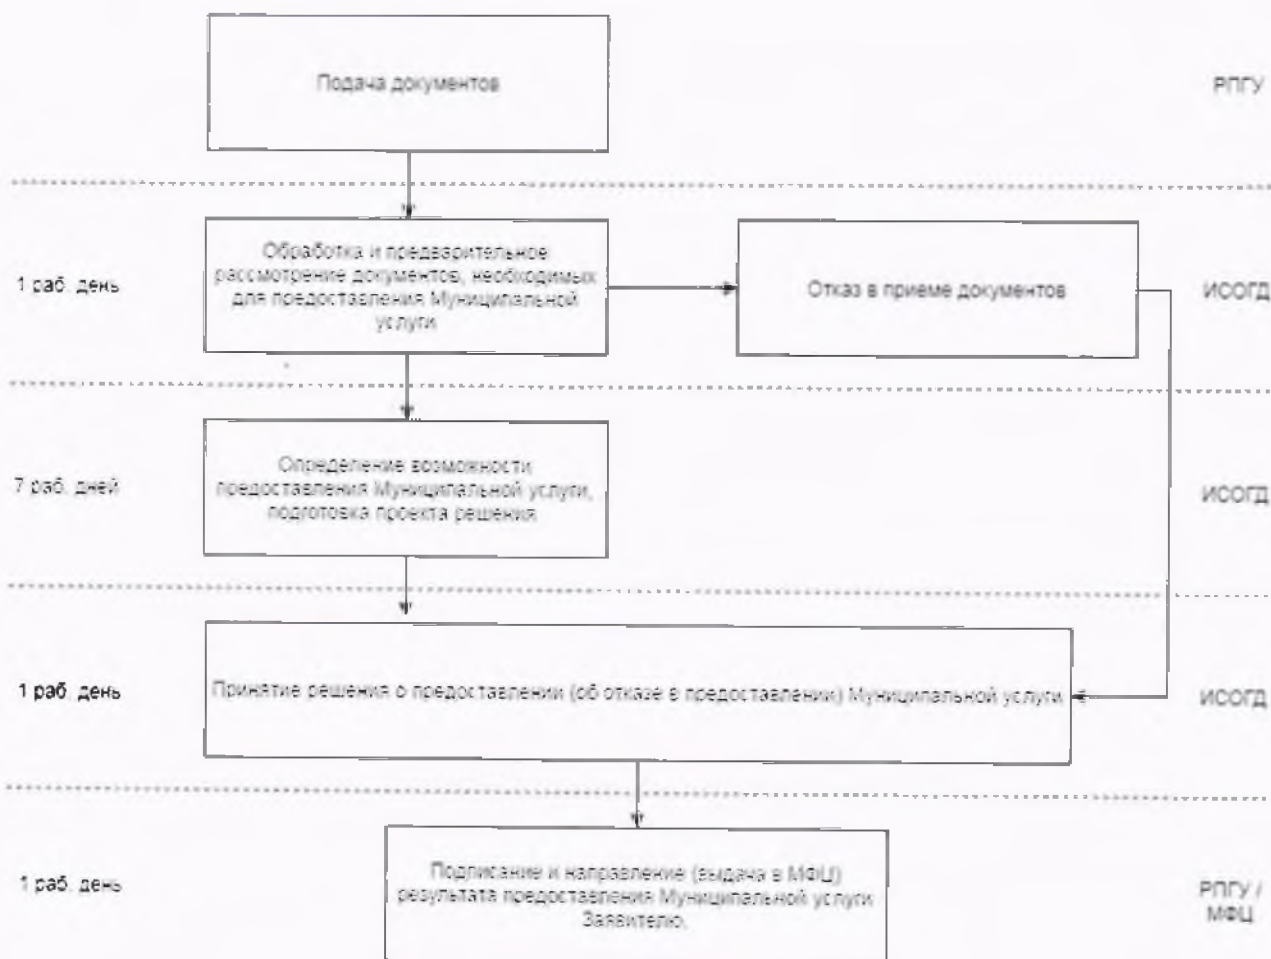 Подача документов
РПГУ
1 раб. день
Обработка и предварительное
рассмотрение документов, необходимых
для предоставления Муниципальной
услуги
Отказ в приеме документов
ИСОГД
7 раб. дней
Определение возможности
предоставления Муниципальной услуги,
подготовка проекта решения
ИСОГД
1 раб. день
Принятие решения о предоставлении (об отказе в предоставлении) Муниципальной услуги
ИСОГД
1 раб. день
Подписание и направление (выдача в МФЦ)
результата предоставления Муниципальной услуги
Заявителю.
РПГУ /
МФЦ